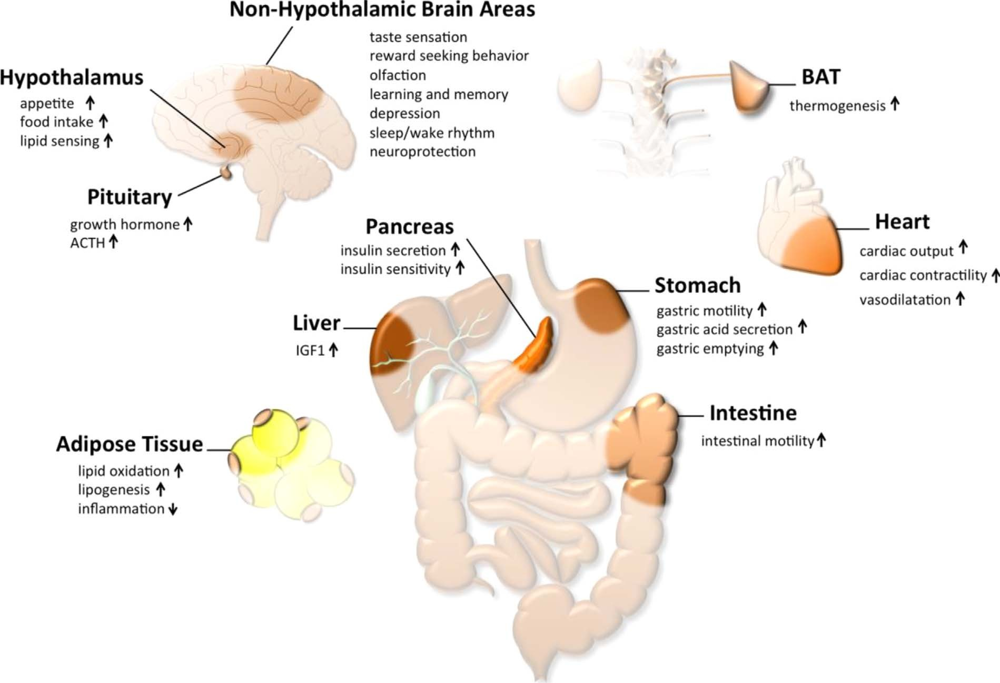 Non-Hypothalamic Brain Areas
taste sensation
reward seeking behavior
olfaction
learning and memory
depression
sleep/wake rhythm
neuroprotection
Hypothalamus
appetite ↑
food intake ↑
lipid sensing ↑
Pituitary
growth hormone ↑
ACTH ↑
BAT
thermogenesis ↑
Heart
cardiac output ↑
cardiac contractility ↑
vasodilatation ↑
Pancreas
insulin secretion ↑
insulin sensitivity ↑
Stomach
gastric motility ↑
gastric acid secretion ↑
gastric emptying ↑
Liver
IGF1 ↑
Intestine
intestinal motility ↑
Adipose Tissue
lipid oxidation ↑
lipogenesis ↑
inflammation ↓